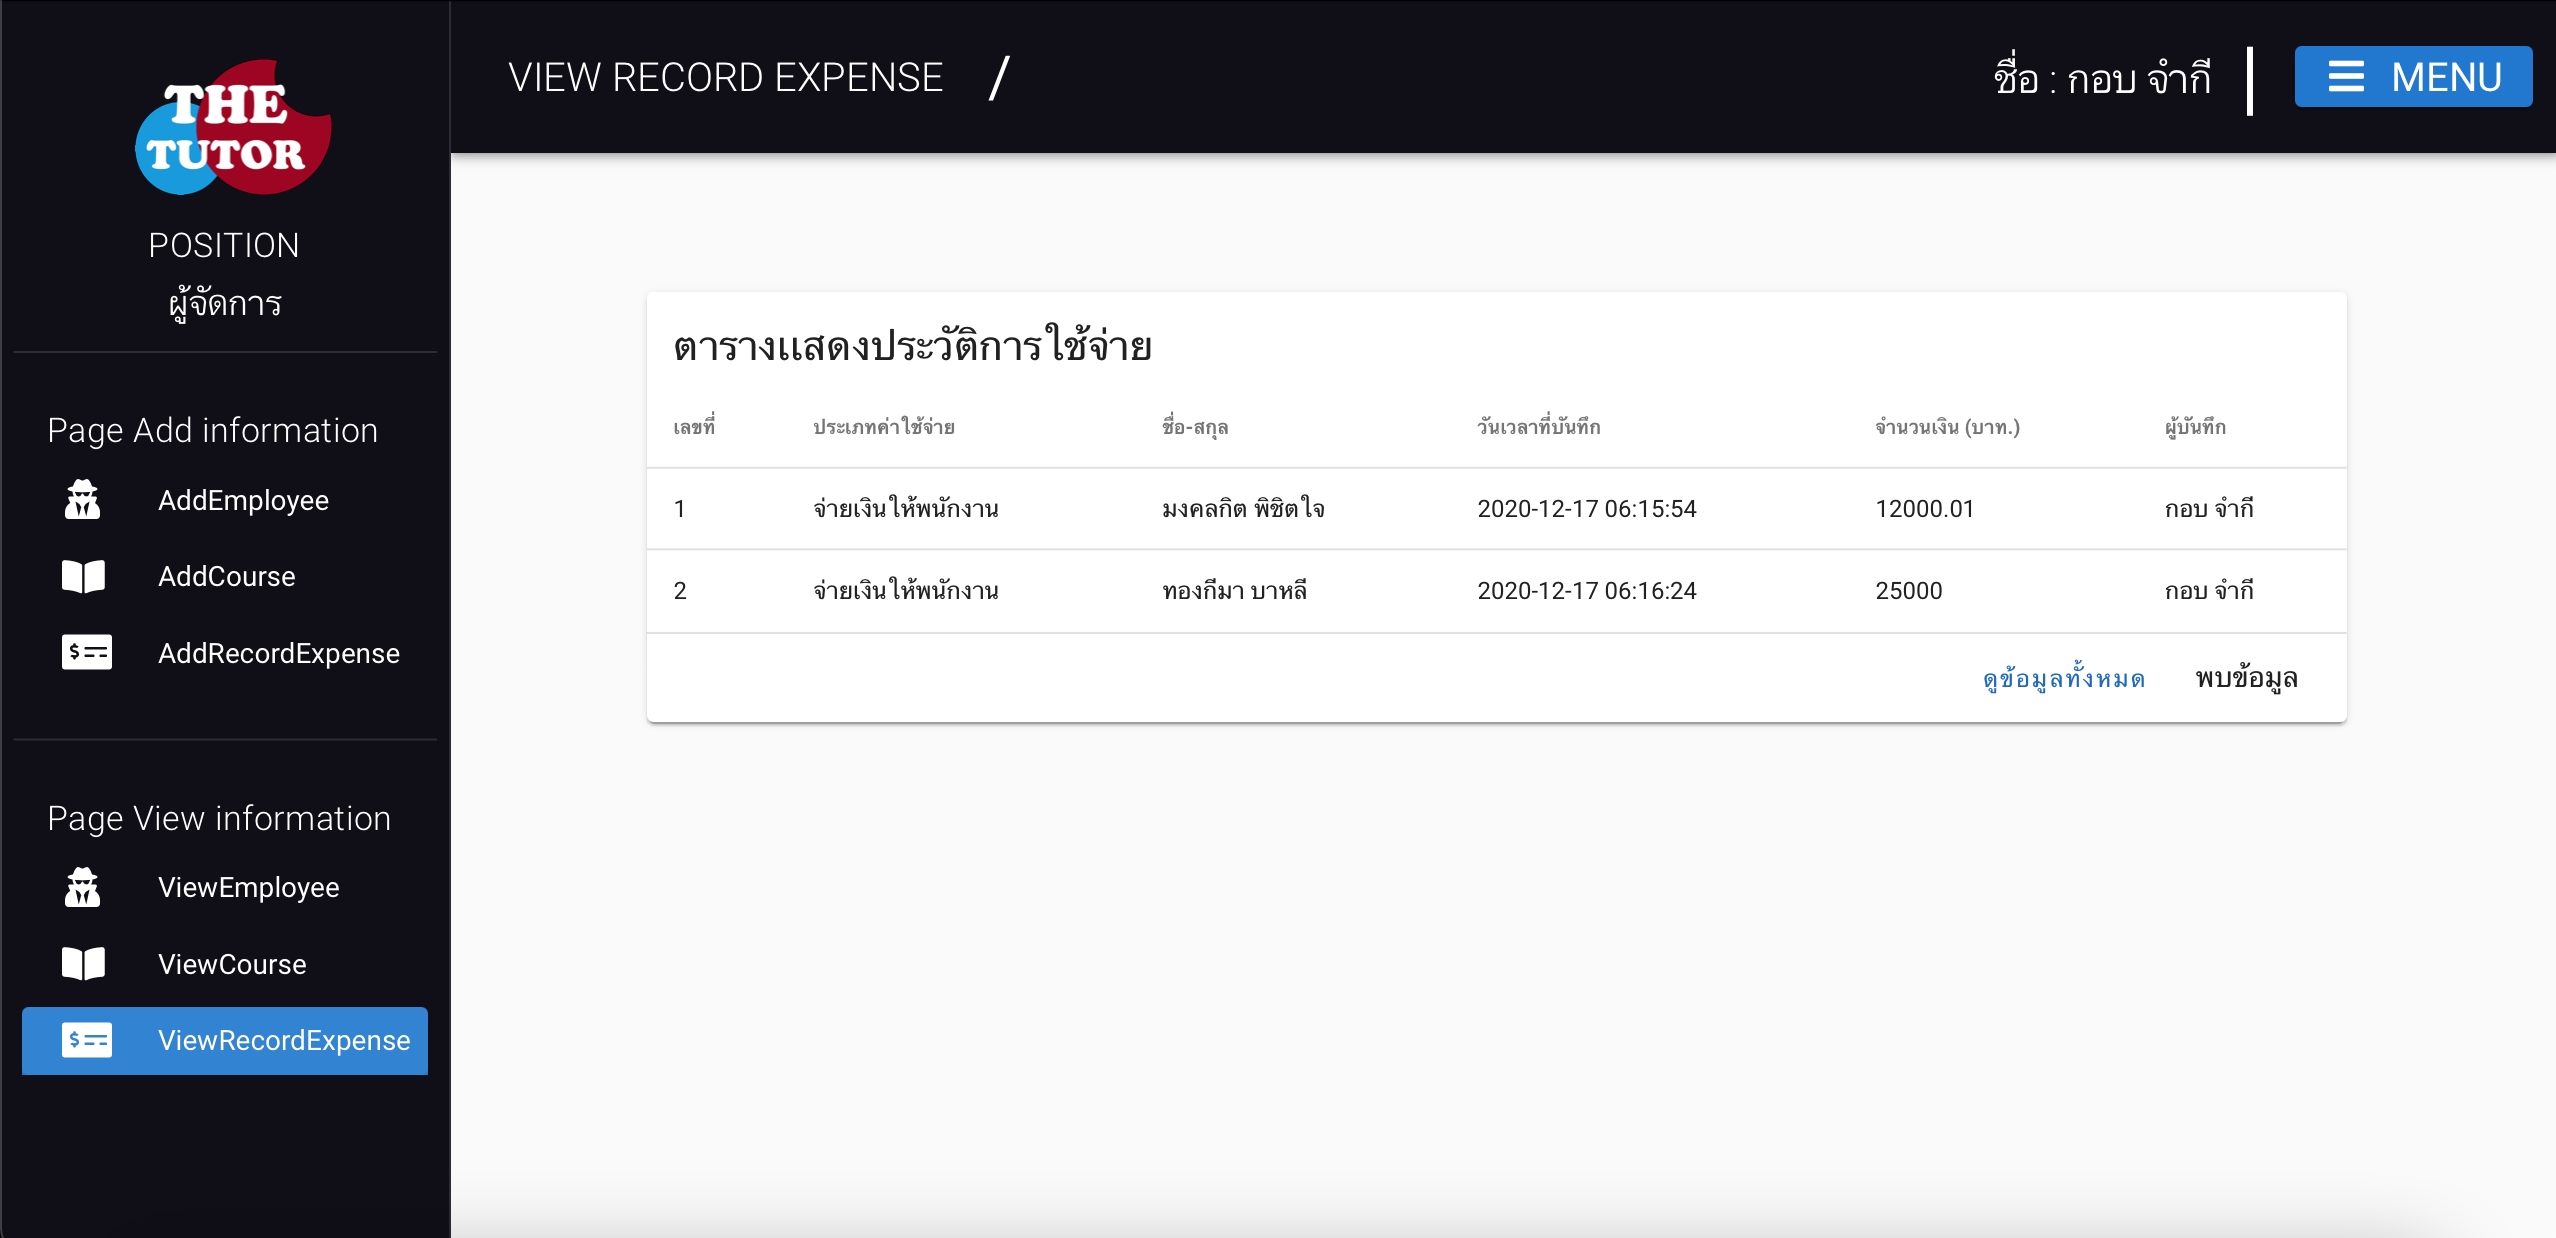 THE
TUTOR
POSITION
ผู้จัดการ
Page Add information
AddEmployee
AddCourse
AddRecordExpense
Page View information
ViewEmployee
ViewCourse
ViewRecordExpense
VIEW RECORD EXPENSE /
ชื่อ : กอบ จำกี
MENU
ตารางแสดงประวัติการใช้จ่าย
เลขที่ ประเภทค่าใช้จ่าย ชื่อ-สกุล วันเวลาที่บันทึก จำนวนเงิน (บาท.) ผู้บันทึก
1 จ่ายเงินให้พนักงาน มงคลกิต พิชิตใจ 2020-12-17 06:15:54 12000.01 กอบ จำกี
2 จ่ายเงินให้พนักงาน ทองกีมา บาหลี 2020-12-17 06:16:24 25000 กอบ จำกี
ดูข้อมูลทั้งหมด พบข้อมูล